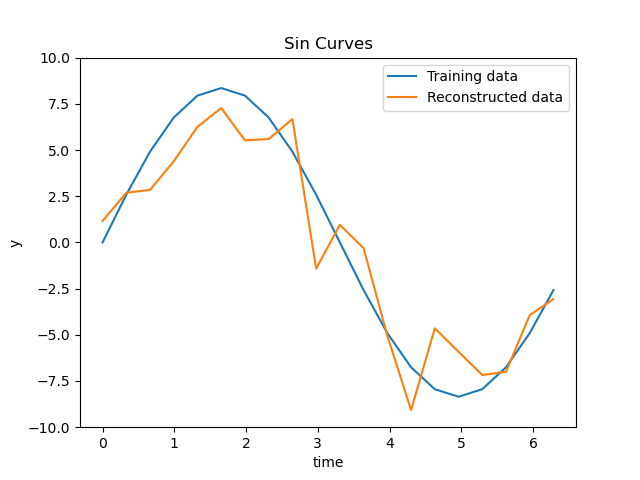 Sin Curves
Training data
Reconstructed data
10.0
7.5
5.0
2.5
0.0
−2.5
−5.0
−7.5
−10.0
y
0 1 2 3 4 5 6
time